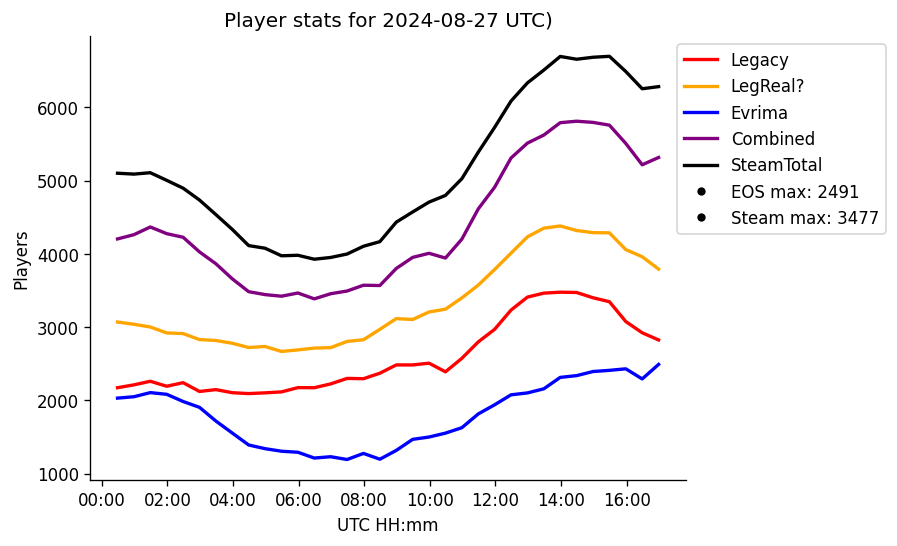 Player stats for 2024-08-27 UTC)
Legacy
LegReal?
Evrima
Combined
SteamTotal
EOS max: 2491
Steam max: 3477
Players
6000
5000
4000
3000
2000
1000
00:00 02:00 04:00 06:00 08:00 10:00 12:00 14:00 16:00
UTC HH:mm